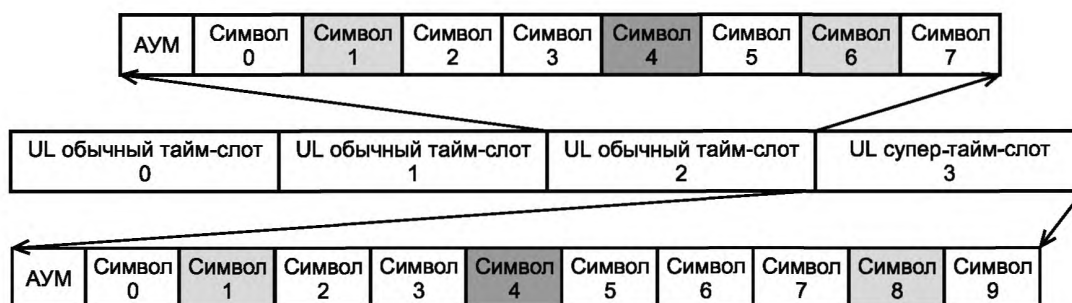 АУМ Символ 0 Символ 1 Символ 2 Символ 3 Символ 4 Символ 5 Символ 6 Символ 7
UL обычный тайм-слот 0 UL обычный тайм-слот 1 UL обычный тайм-слот 2 UL супер-тайм-слот 3
АУМ Символ 0 Символ 1 Символ 2 Символ 3 Символ 4 Символ 5 Символ 6 Символ 7 Символ 8 Символ 9